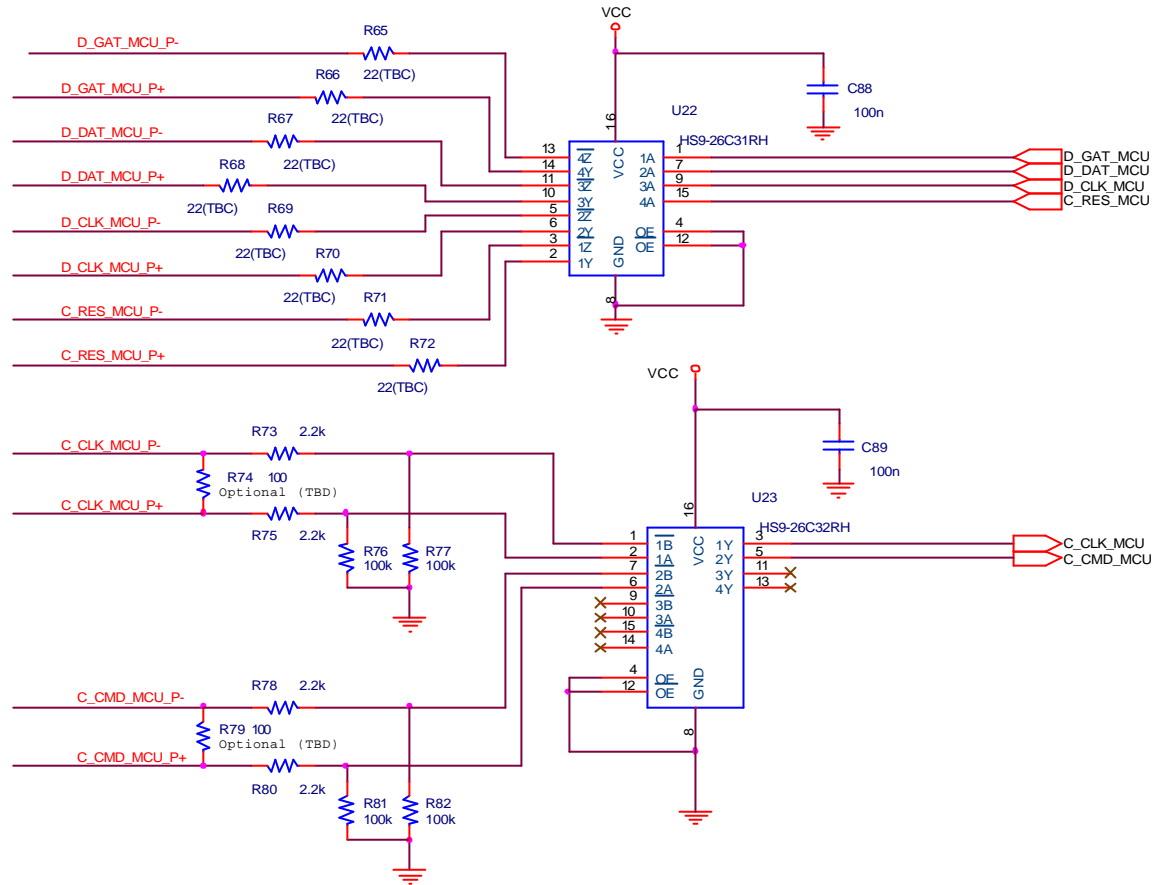 VCC
D_GAT_MCU_P-
R65
22(TBC)
D_GAT_MCU_P+
R66
22(TBC)
D_DAT_MCU_P-
R67
22(TBC)
D_DAT_MCU_P+
R68
22(TBC)
D_CLK_MCU_P-
R69
22(TBC)
D_CLK_MCU_P+
R70
22(TBC)
C_RES_MCU_P-
R71
22(TBC)
C_RES_MCU_P+
R72
22(TBC)
C88
100n
U22
HS9-26C31RH
16
VCC
13 4Z
14 4Y
11 3Z
10 3Y
5 2Z
6 2Y
3 1Z
2 1Y
1A 1
2A 7
3A 9
4A 15
OE 4
OE 12
GND
8
D_GAT_MCU
D_DAT_MCU
D_CLK_MCU
C_RES_MCU
VCC
C_CLK_MCU_P-
R73 2.2k
R74 100
Optional (TBD)
C_CLK_MCU_P+
R75 2.2k
R76
100k
R77
100k
C89
100n
U23
HS9-26C32RH
16
VCC
1 1B
2 1A
7 2B
6 2A
9 3B
10 3A
15 4B
14 4A
4 OE
12 OE
1Y 3
2Y 5
3Y 11
4Y 13
GND
8
C_CLK_MCU
C_CMD_MCU
C_CMD_MCU_P-
R78 2.2k
R79 100
Optional (TBD)
C_CMD_MCU_P+
R80 2.2k
R81
100k
R82
100k